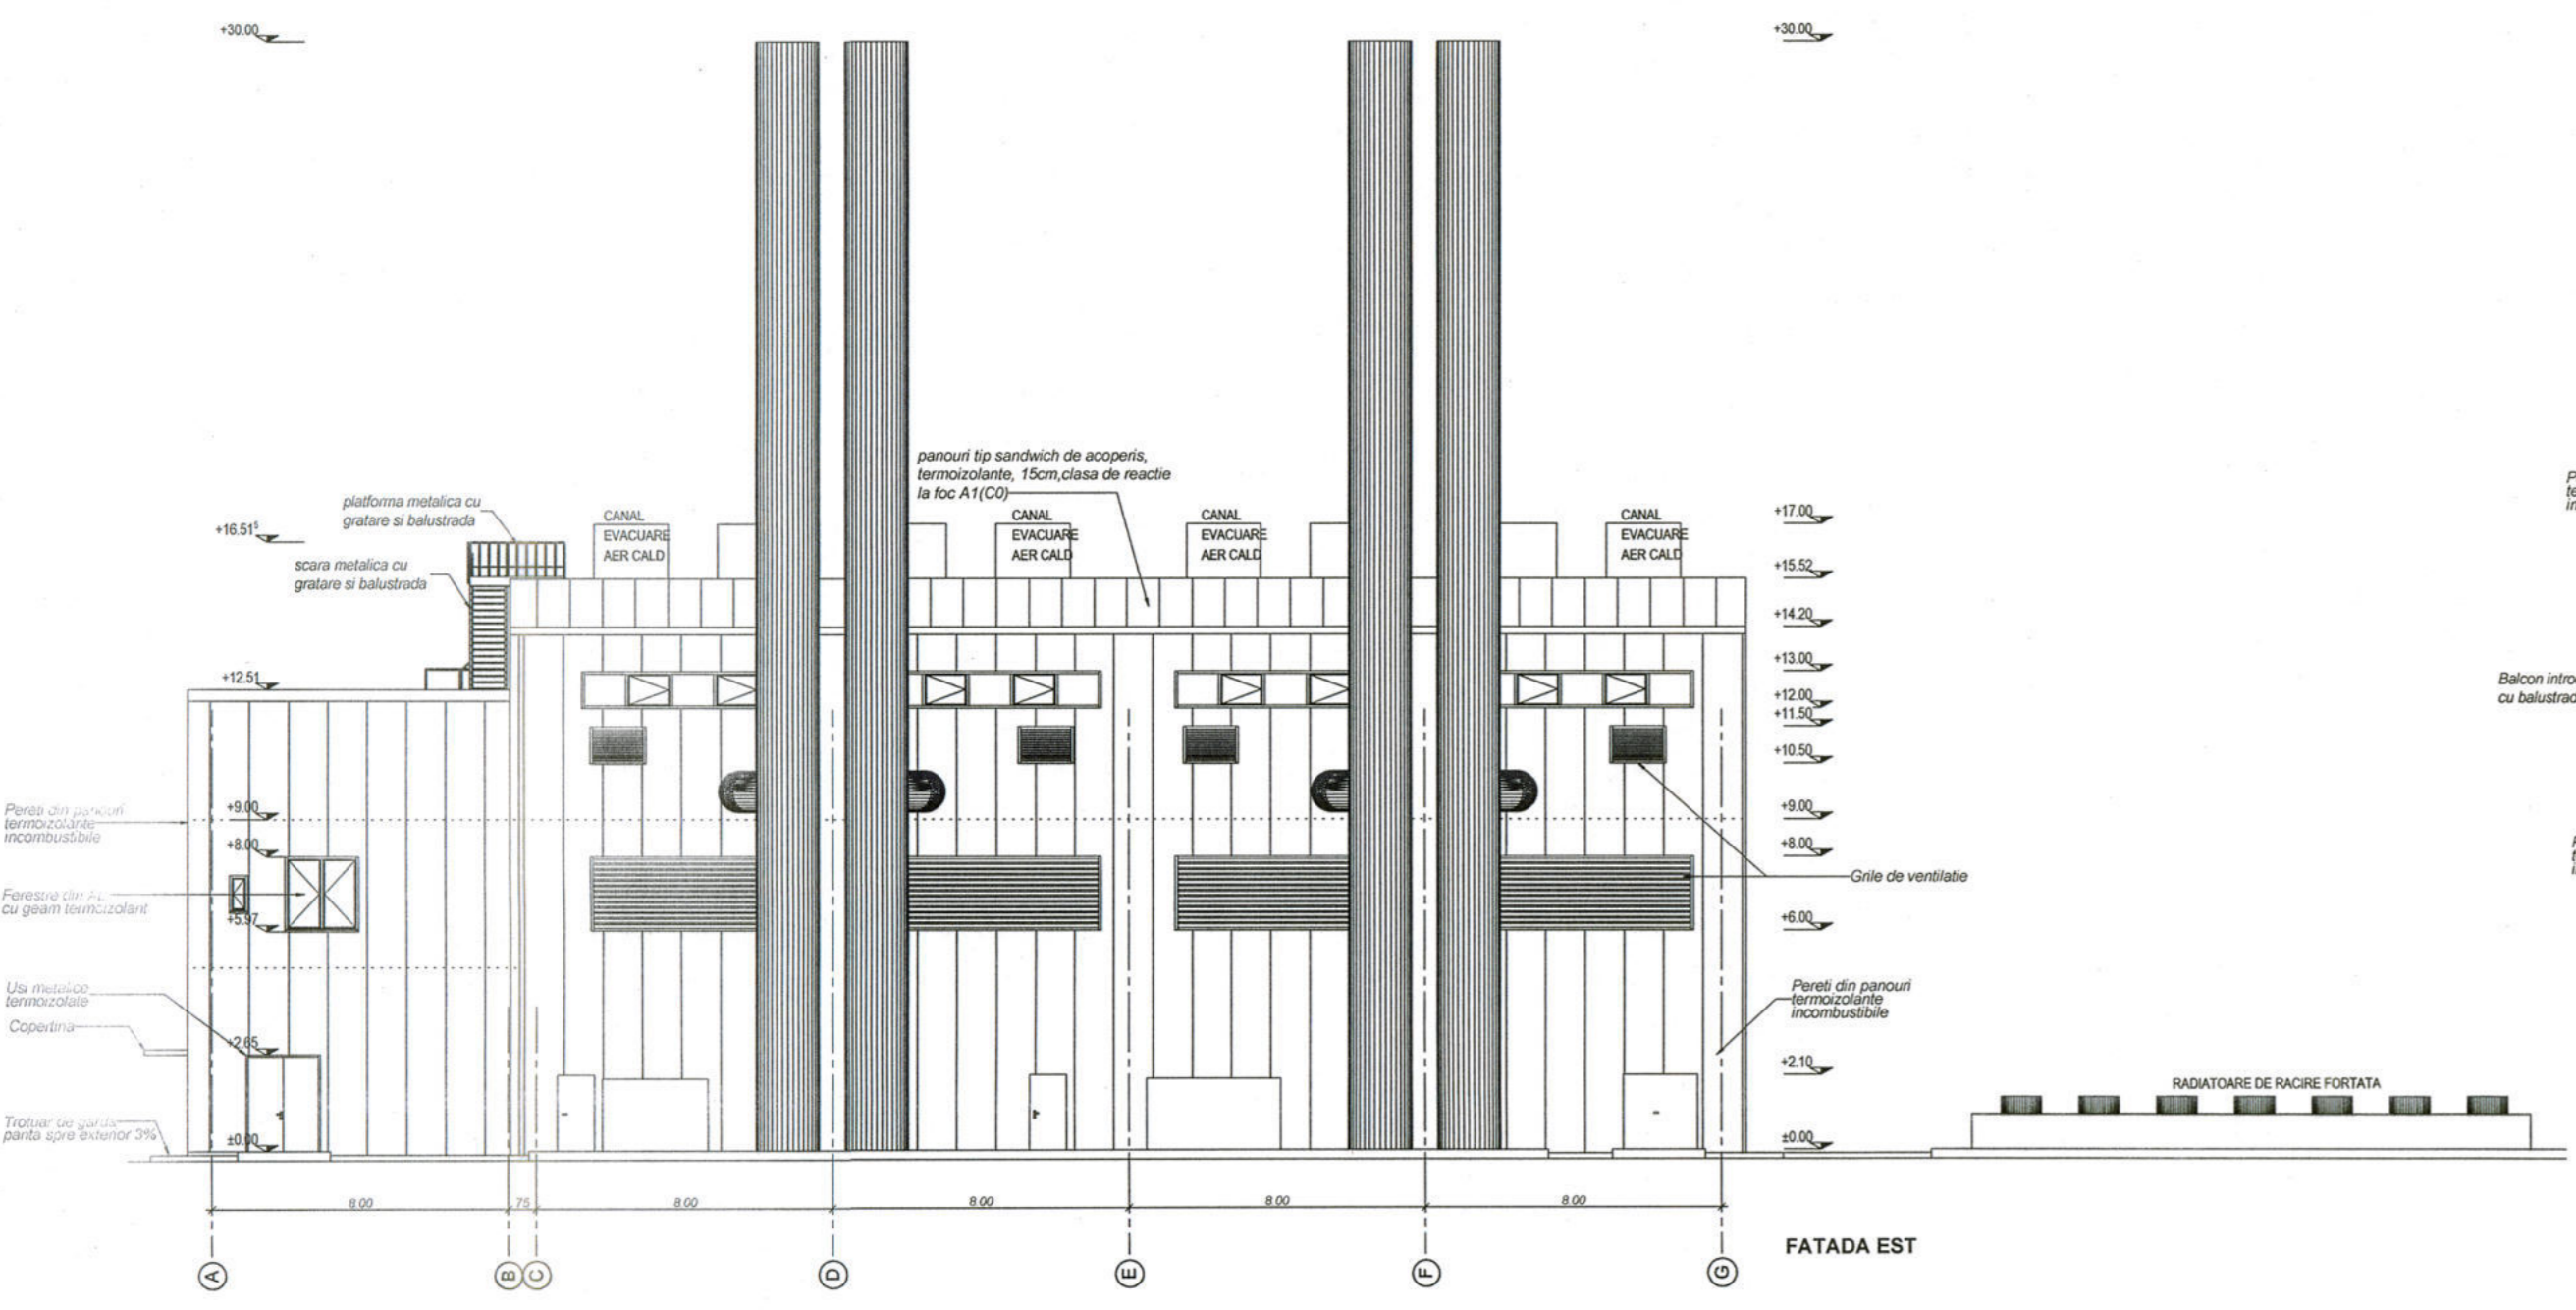 +30.00
+30.00
panouri tip sandwich de acoperis,
termoizolante, 15cm,clasa de reactie
la foc A1(C0)
platforma metalica cu
gratare si balustrada
scara metalica cu
gratare si balustrada
+16.51⁵
CANAL
EVACUARE
AER CALD
CANAL
EVACUARE
AER CALD
CANAL
EVACUARE
AER CALD
CANAL
EVACUARE
AER CALD
+17.00
+15.52
+14.20
+13.00
+12.00
+11.50
+10.50
+9.00
+8.00
+6.00
+2.10
±0.00
+12.51
+9.00
+8.00
+5.97
+2.65
±0.00
Pereti din panouri
termoizolante
incombustibile
Ferestre din
cu geam termoizolant
Usi metalice
termoizolate
Copertina
Trotuar de garda
panta spre exterior 3%
Grile de ventilatie
Pereti din panouri
termoizolante
incombustibile
RADIATOARE DE RACIRE FORTATA
Balcon intro
cu balustrad
8.00
75
8.00
8.00
8.00
8.00
A
B
C
D
E
F
G
FATADA EST